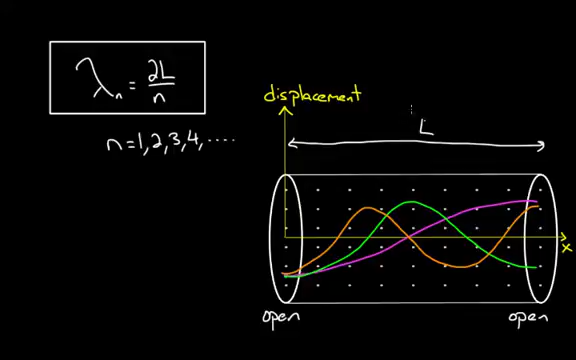 λn = 2L/n
n=1,2,3,4,....
displacement
L
x
open
open